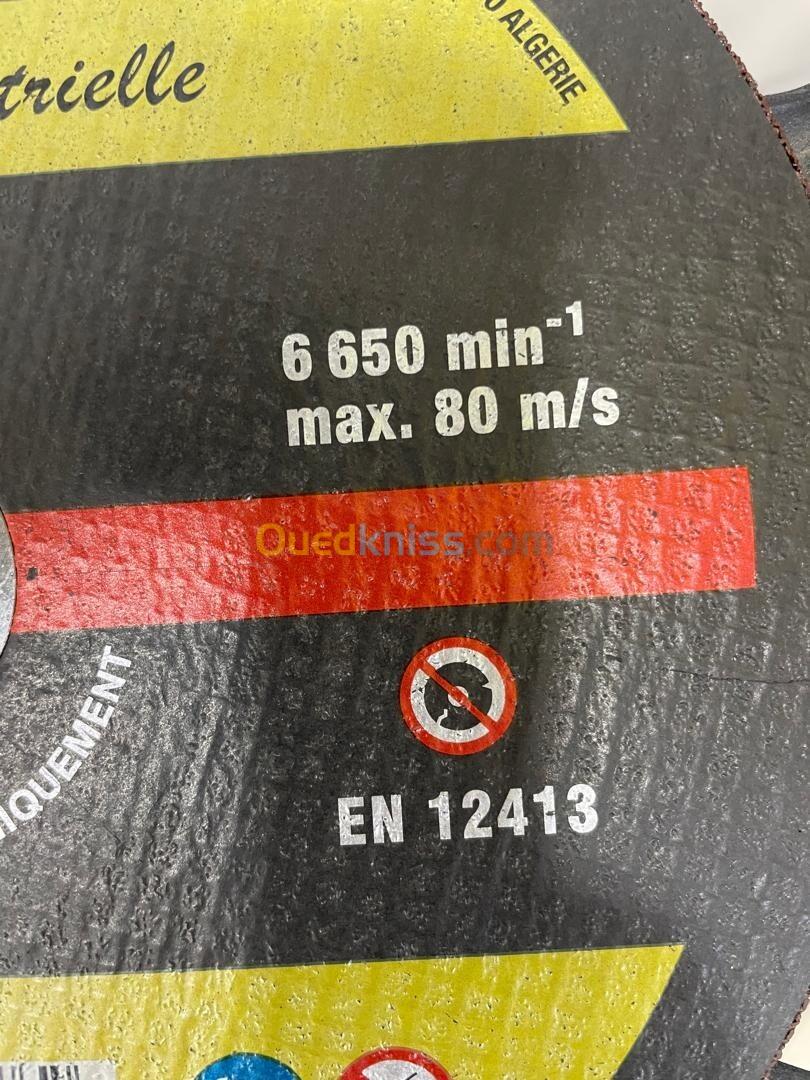 trielle
ALGERIE
6 650 min⁻¹
max. 80 m/s
Ouedkniss.com
IQUEMENT
EN 12413